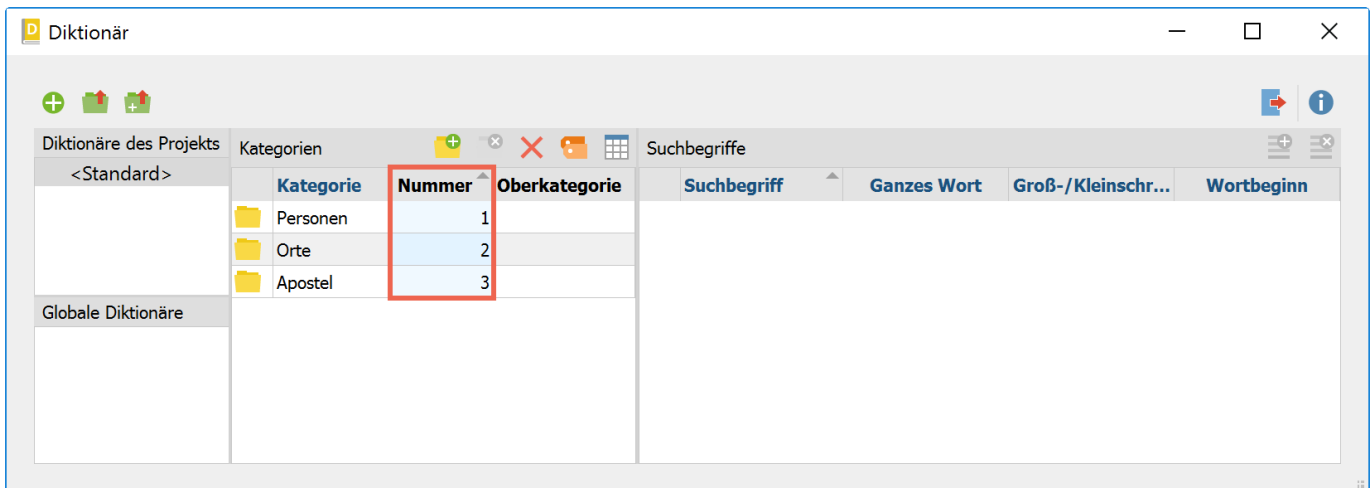 D Diktionär
Diktionäre des Projekts
<Standard>
Globale Diktionäre
Kategorien
Kategorie Nummer Oberkategorie
Personen 1
Orte 2
Apostel 3
Suchbegriffe
Suchbegriff Ganzes Wort Groß-/Kleinschr... Wortbeginn